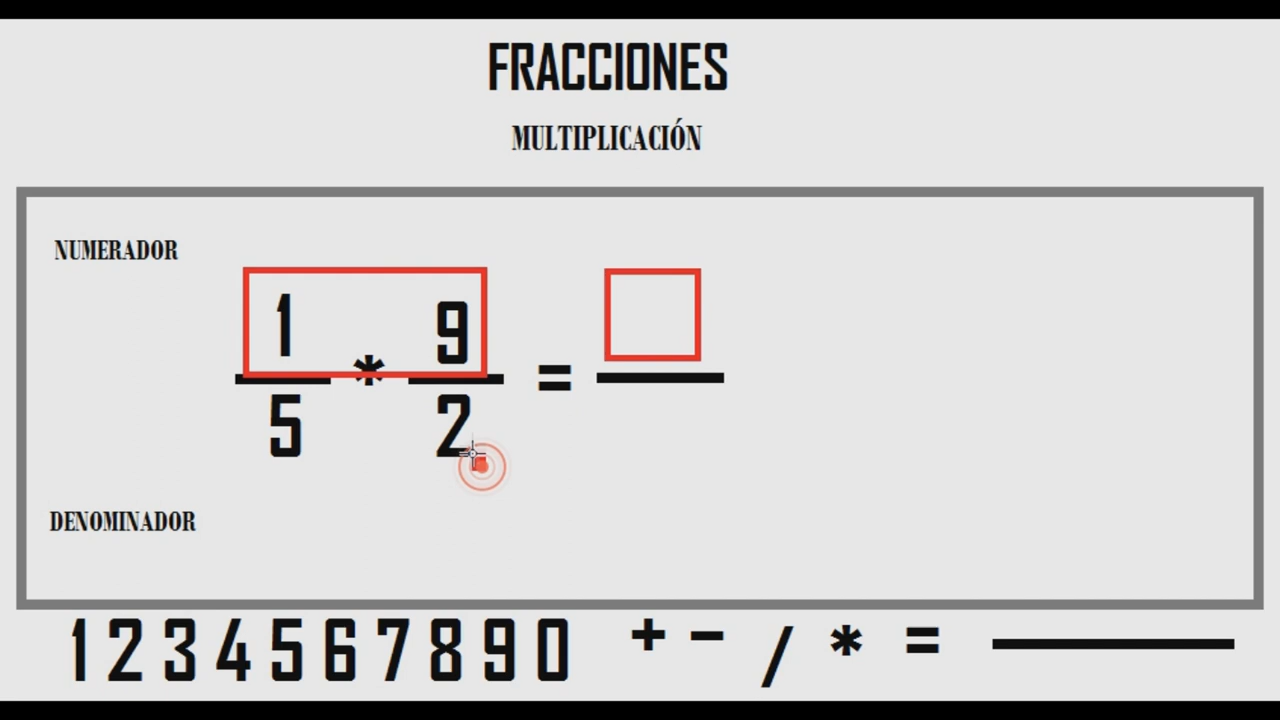 FRACCIONES
MULTIPLICACIÓN
NUMERADOR
1 9
* =
5 2
DENOMINADOR
1 2 3 4 5 6 7 8 9 0 + - / * =